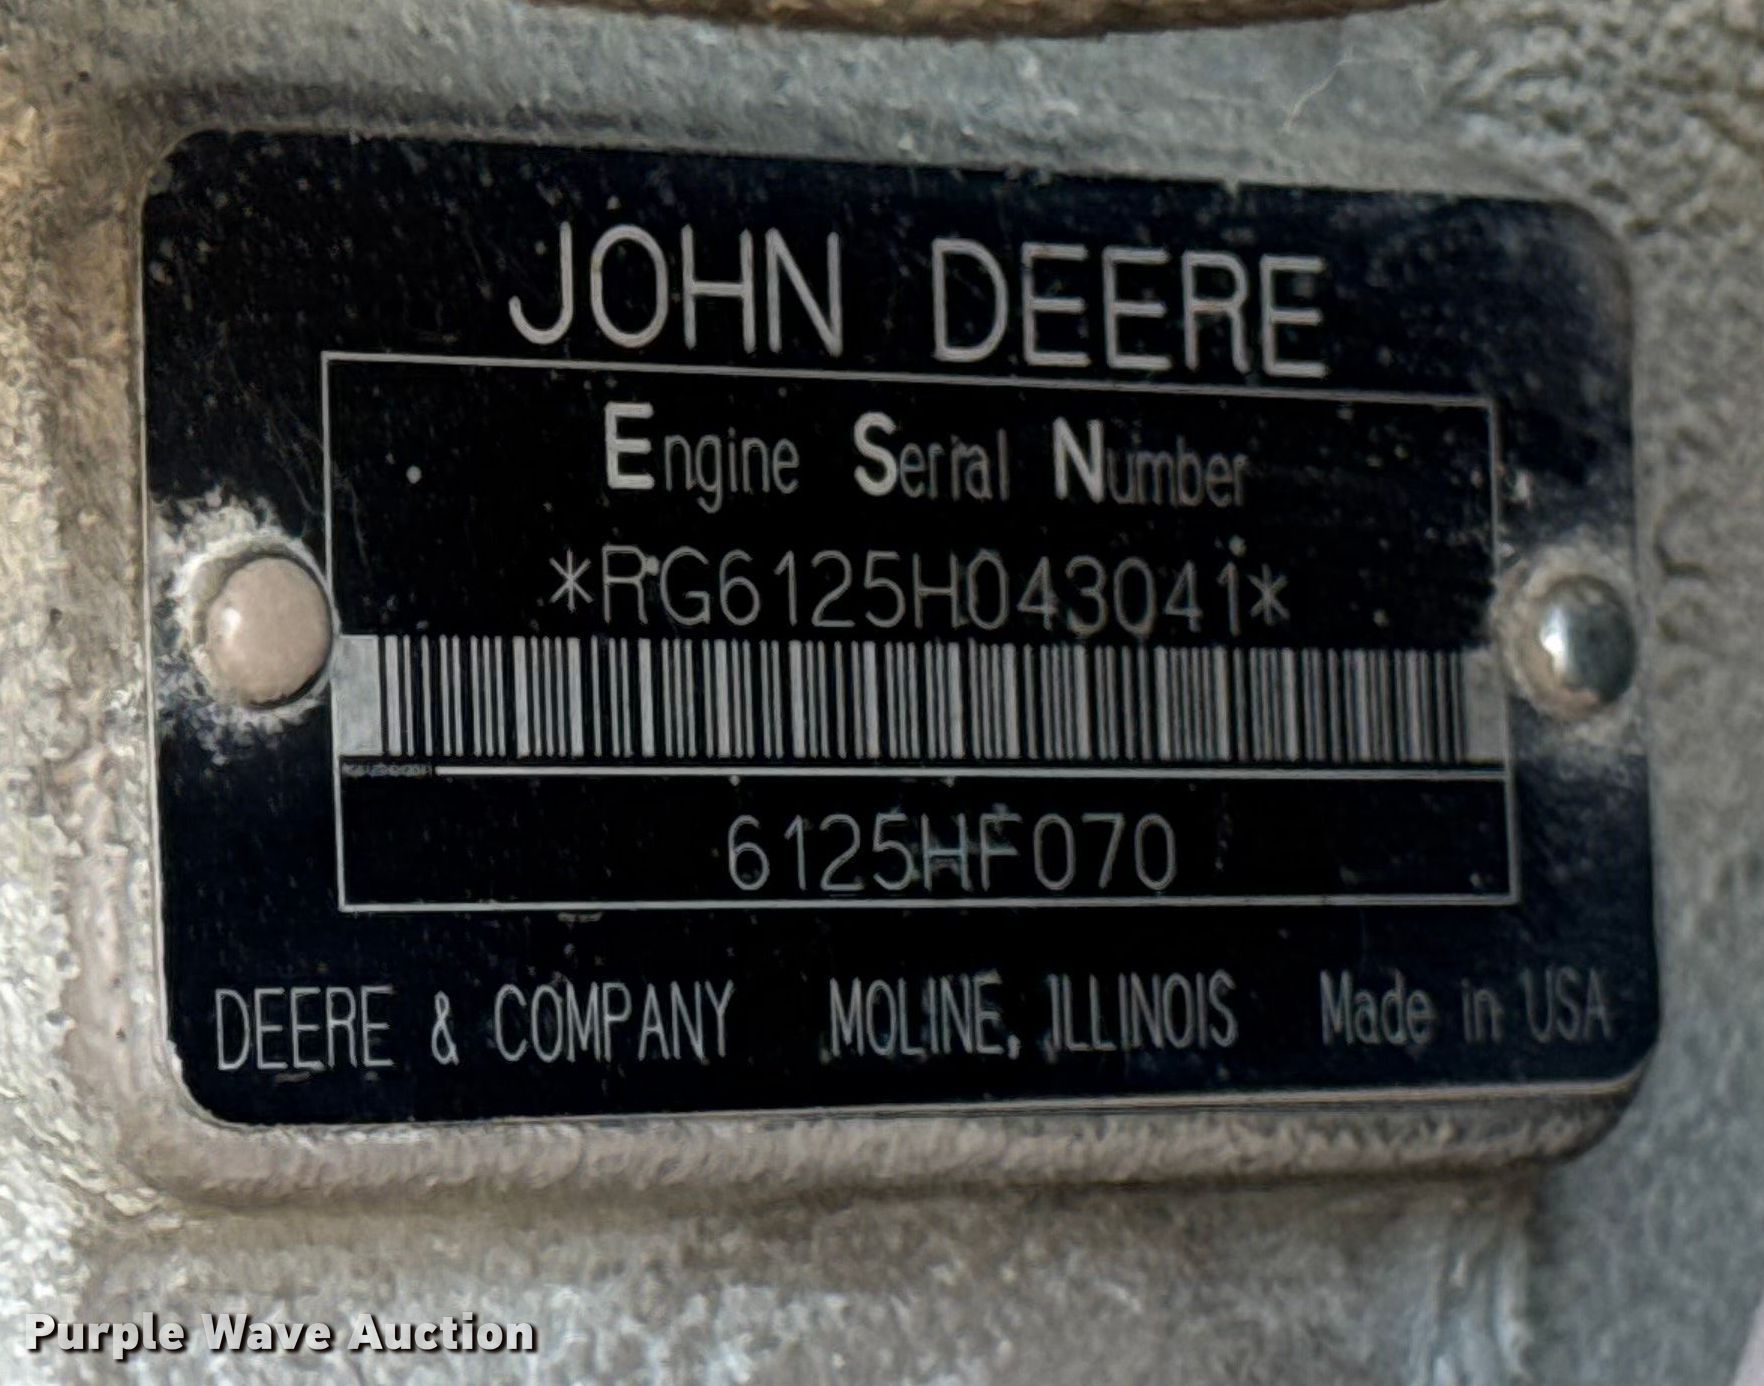 JOHN DEERE
Engine Serial Number
*RG6125H043041*
6125HF070
DEERE & COMPANY MOLINE, ILLINOIS Made in USA
Purple Wave Auction